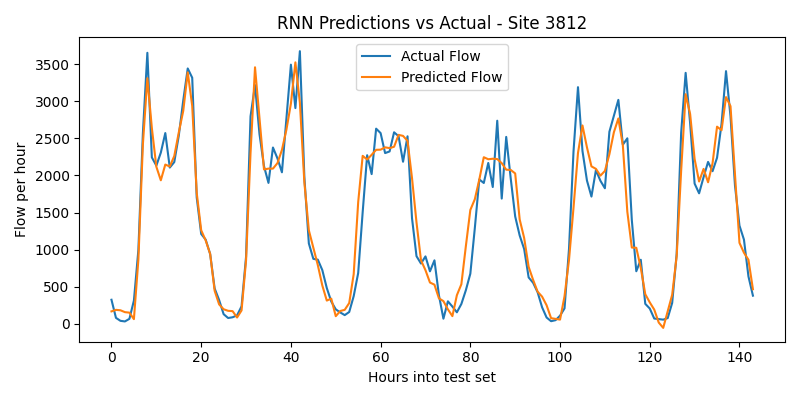 RNN Predictions vs Actual - Site 3812
Actual Flow
Predicted Flow
Flow per hour
3500
3000
2500
2000
1500
1000
500
0
0 20 40 60 80 100 120 140
Hours into test set